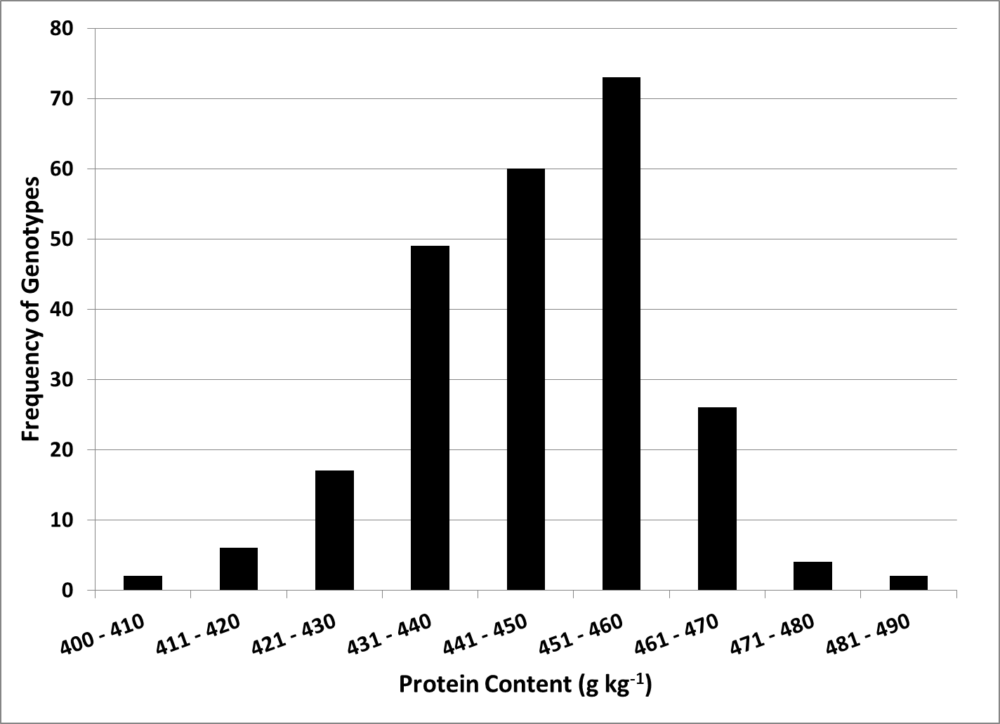 80
70
60
50
40
30
20
10
0
Frequency of Genotypes
400 - 410
411 - 420
421 - 430
431 - 440
441 - 450
451 - 460
461 - 470
471 - 480
481 - 490
Protein Content (g kg⁻¹)